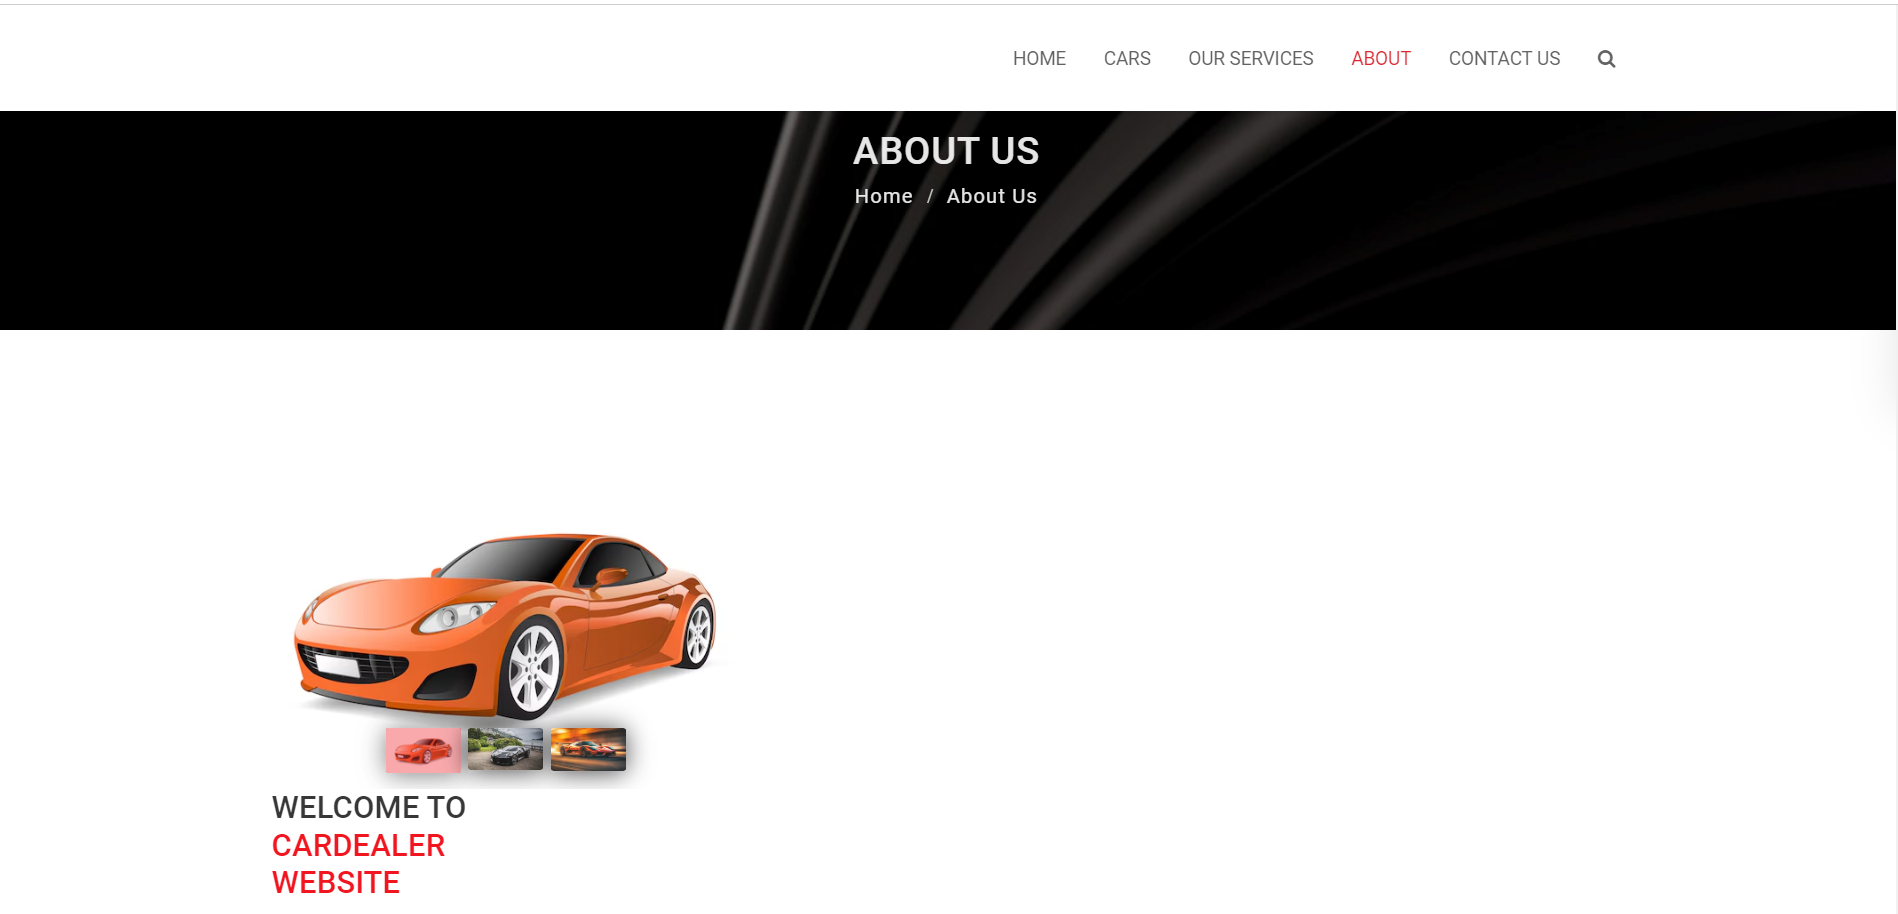 HOME CARS OUR SERVICES ABOUT CONTACT US
ABOUT US
Home / About Us
WELCOME TO
CARDEALER
WEBSITE